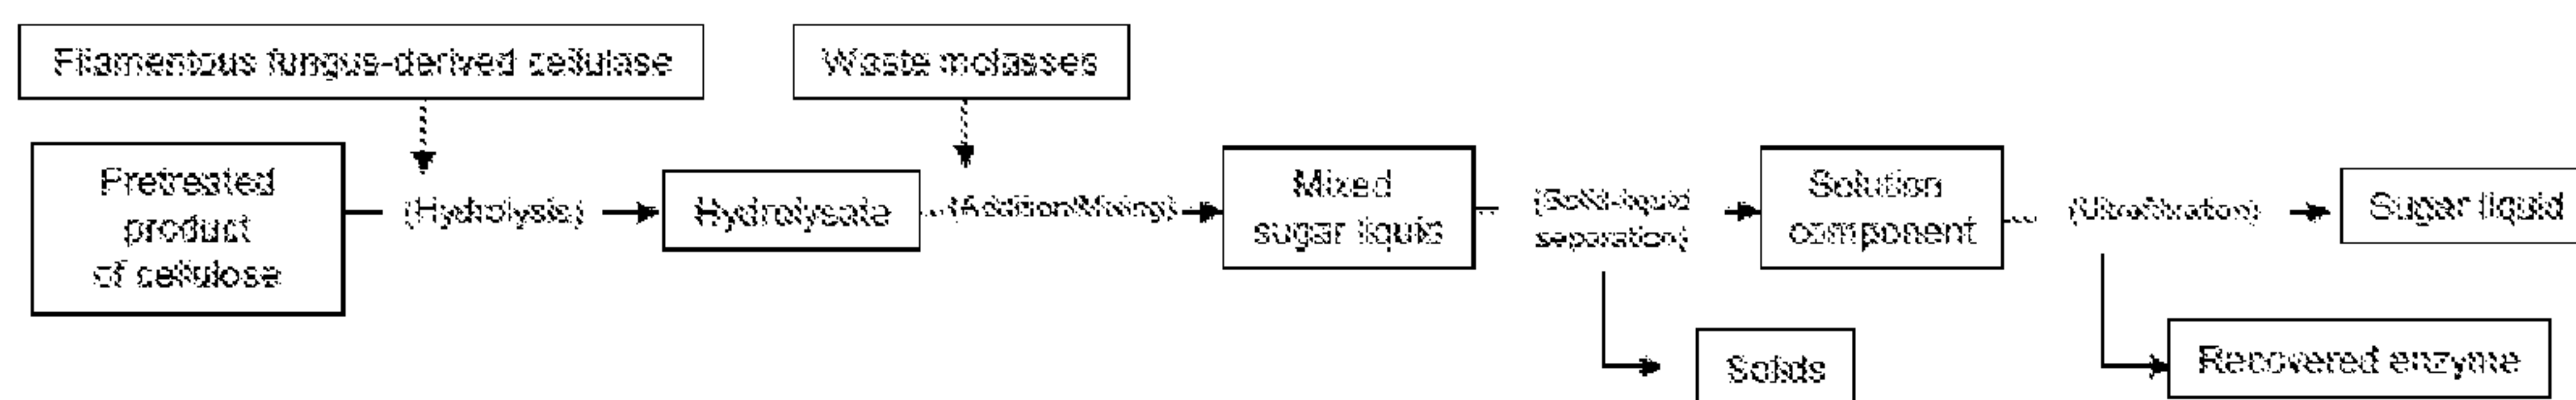 Filamentous fungus-derived cellulase
Waste molasses
Pretreated
product
of cellulose
(Hydrolysis)
Hydrolysate
(Addition/Mixing)
Mixed
sugar liquid
(Solid-liquid
separation)
Solution
component
(Ultrafiltration)
Sugar liquid
Solids
Recovered enzyme